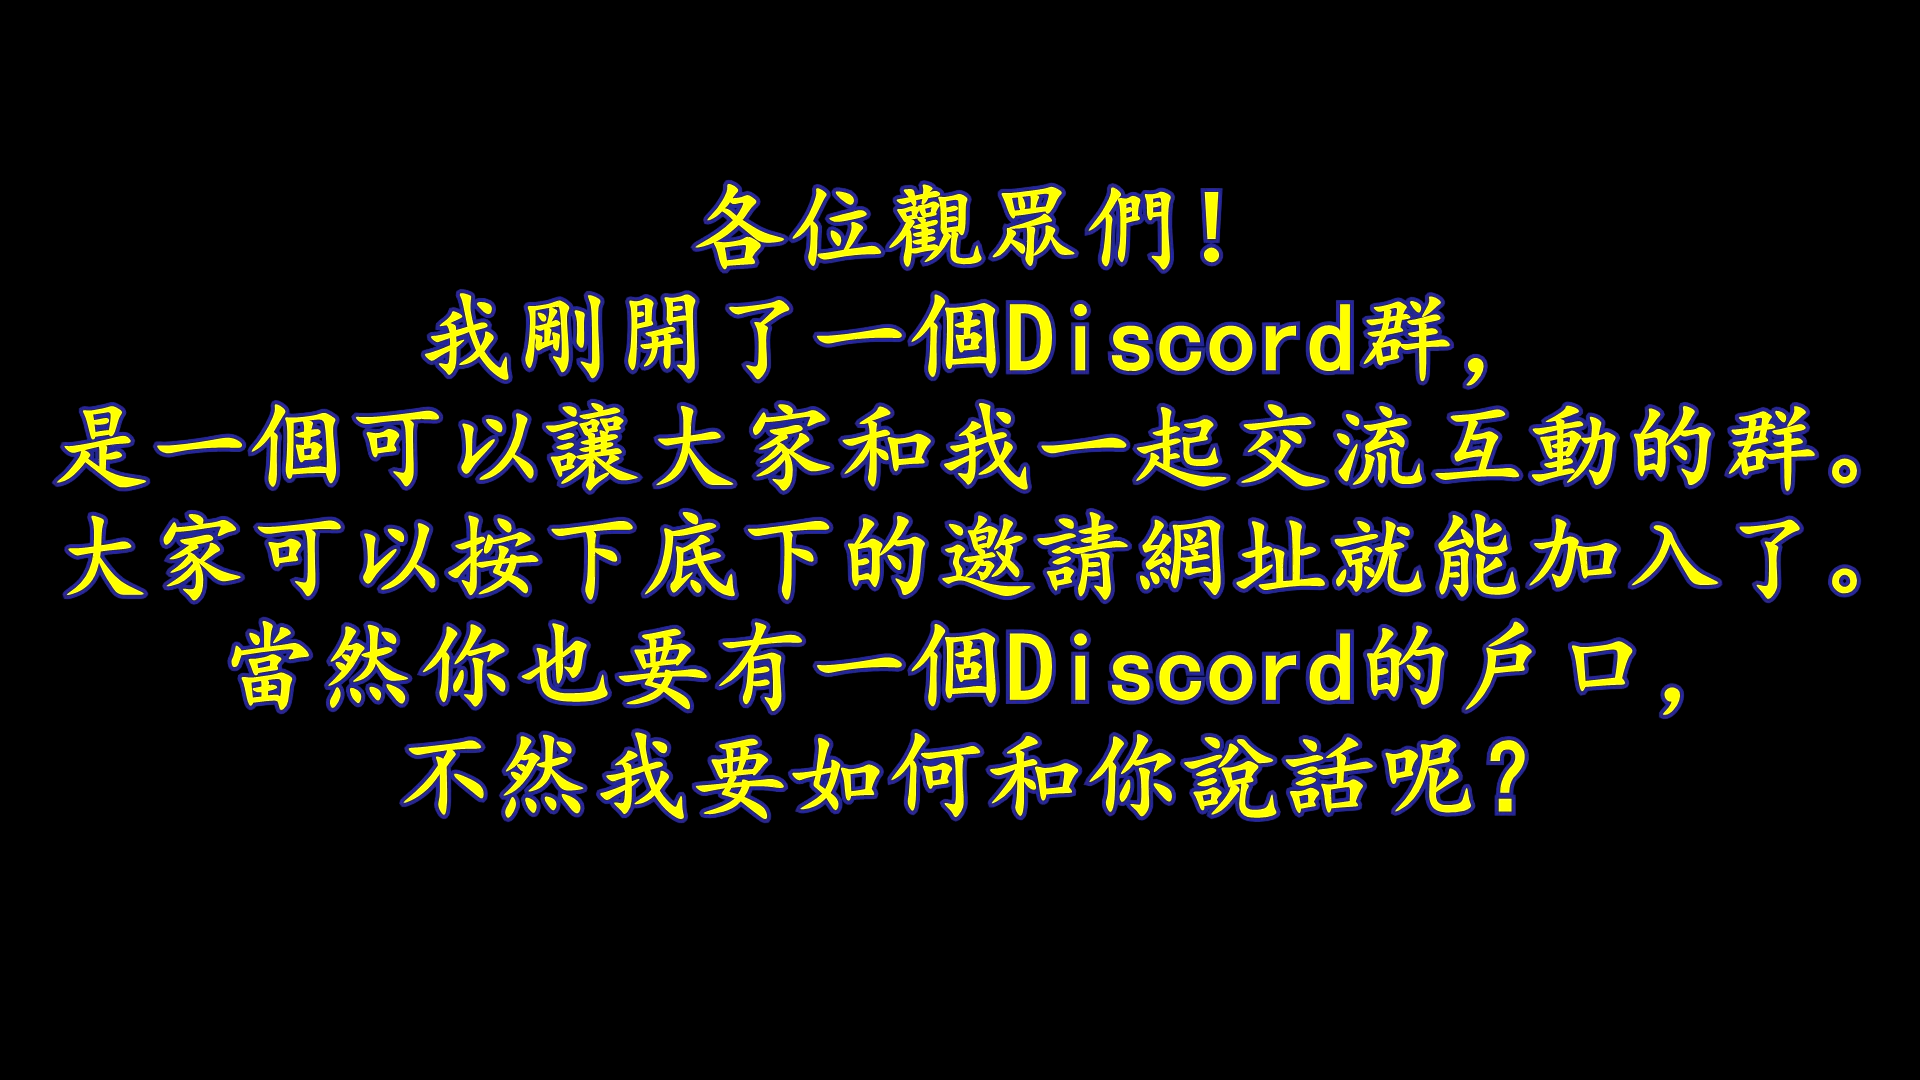 各位觀眾們!
我剛開了一個Discord群,
是一個可以讓大家和我一起交流互動的群。
大家可以按下底下的邀請網址就能加入了。
當然你也要有一個Discord的戶口,
不然我要如何和你說話呢?